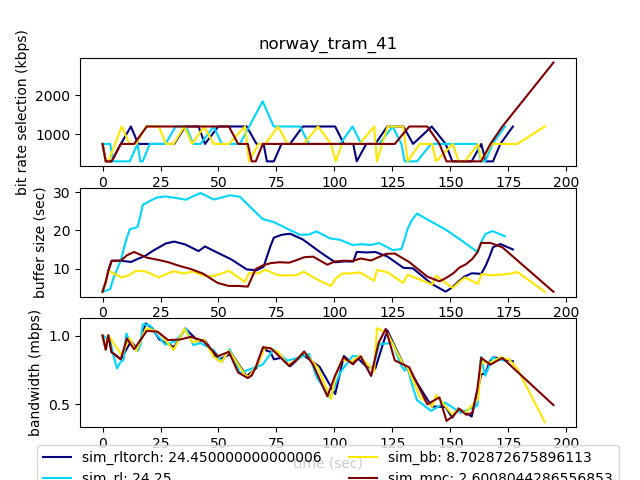 norway_tram_41
bit rate selection (kbps)
2000
1000
0 25 50 75 100 125 150 175 200
buffer size (sec)
30
20
10
0 25 50 75 100 125 150 175 200
bandwidth (mbps)
1.0
0.5
0 25 50 75 100 125 150 175 200
time (sec)
sim_rltorch: 24.450000000000006
sim_bb: 8.702872675896113
sim_rl: 24.25
sim_mpc: 2.6008044286556853